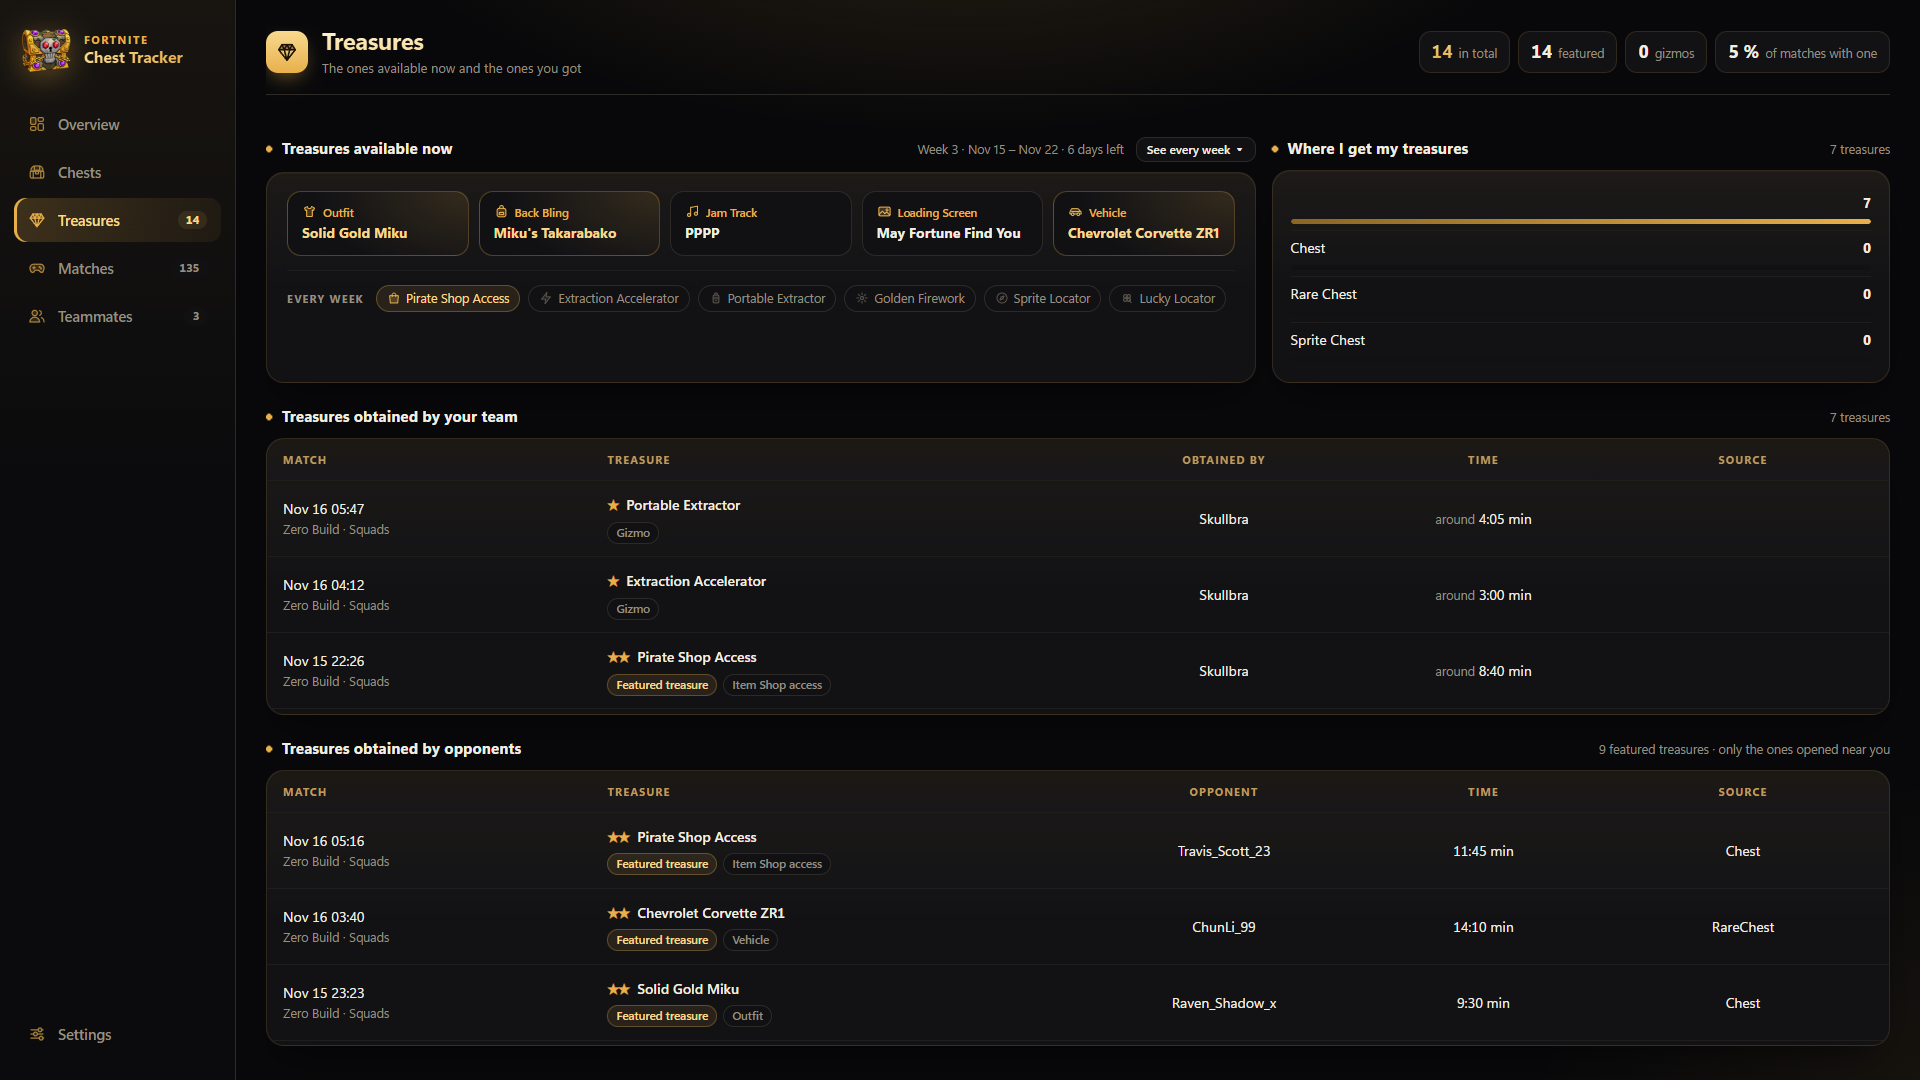 FORTNITE
Chest Tracker
Overview
Chests
Treasures 14
Matches 135
Teammates 3
Settings
Treasures
The ones available now and the ones you got
14 in total
14 featured
0 gizmos
5 % of matches with one
Treasures available now
Week 3 · Nov 15 – Nov 22 · 6 days left
See every week
Outfit
Solid Gold Miku
Back Bling
Miku's Takarabako
Jam Track
PPPP
Loading Screen
May Fortune Find You
Vehicle
Chevrolet Corvette ZR1
EVERY WEEK
Pirate Shop Access
Extraction Accelerator
Portable Extractor
Golden Firework
Sprite Locator
Lucky Locator
Where I get my treasures
7 treasures
7
Chest 0
Rare Chest 0
Sprite Chest 0
Treasures obtained by your team
7 treasures
MATCH TREASURE OBTAINED BY TIME SOURCE
Nov 16 05:47
Zero Build · Squads
Portable Extractor
Gizmo
Skullbra
around 4:05 min
Nov 16 04:12
Zero Build · Squads
Extraction Accelerator
Gizmo
Skullbra
around 3:00 min
Nov 15 22:26
Zero Build · Squads
Pirate Shop Access
Featured treasure
Item Shop access
Skullbra
around 8:40 min
Treasures obtained by opponents
9 featured treasures · only the ones opened near you
MATCH TREASURE OPPONENT TIME SOURCE
Nov 16 05:16
Zero Build · Squads
Pirate Shop Access
Featured treasure
Item Shop access
Travis_Scott_23
11:45 min
Chest
Nov 16 03:40
Zero Build · Squads
Chevrolet Corvette ZR1
Featured treasure
Vehicle
ChunLi_99
14:10 min
RareChest
Nov 15 23:23
Zero Build · Squads
Solid Gold Miku
Featured treasure
Outfit
Raven_Shadow_x
9:30 min
Chest